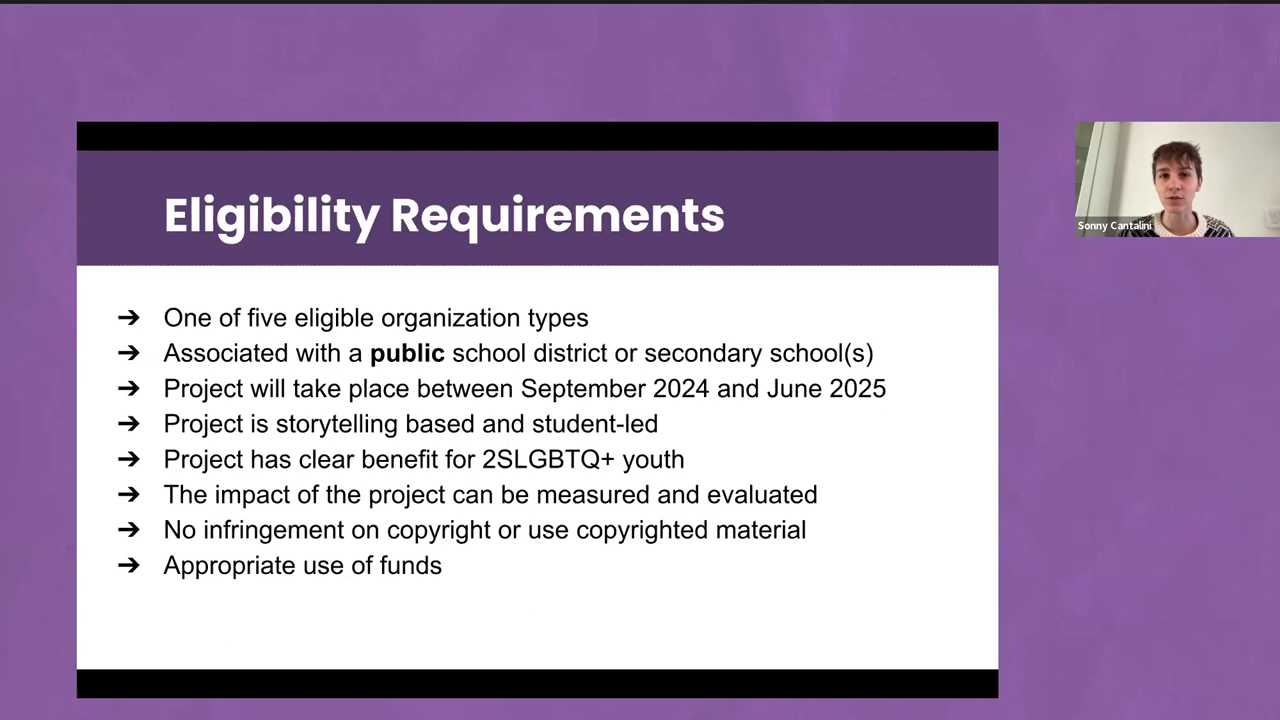 Eligibility Requirements
➔ One of five eligible organization types
➔ Associated with a public school district or secondary school(s)
➔ Project will take place between September 2024 and June 2025
➔ Project is storytelling based and student-led
➔ Project has clear benefit for 2SLGBTQ+ youth
➔ The impact of the project can be measured and evaluated
➔ No infringement on copyright or use copyrighted material
➔ Appropriate use of funds
Sonny Cantalini